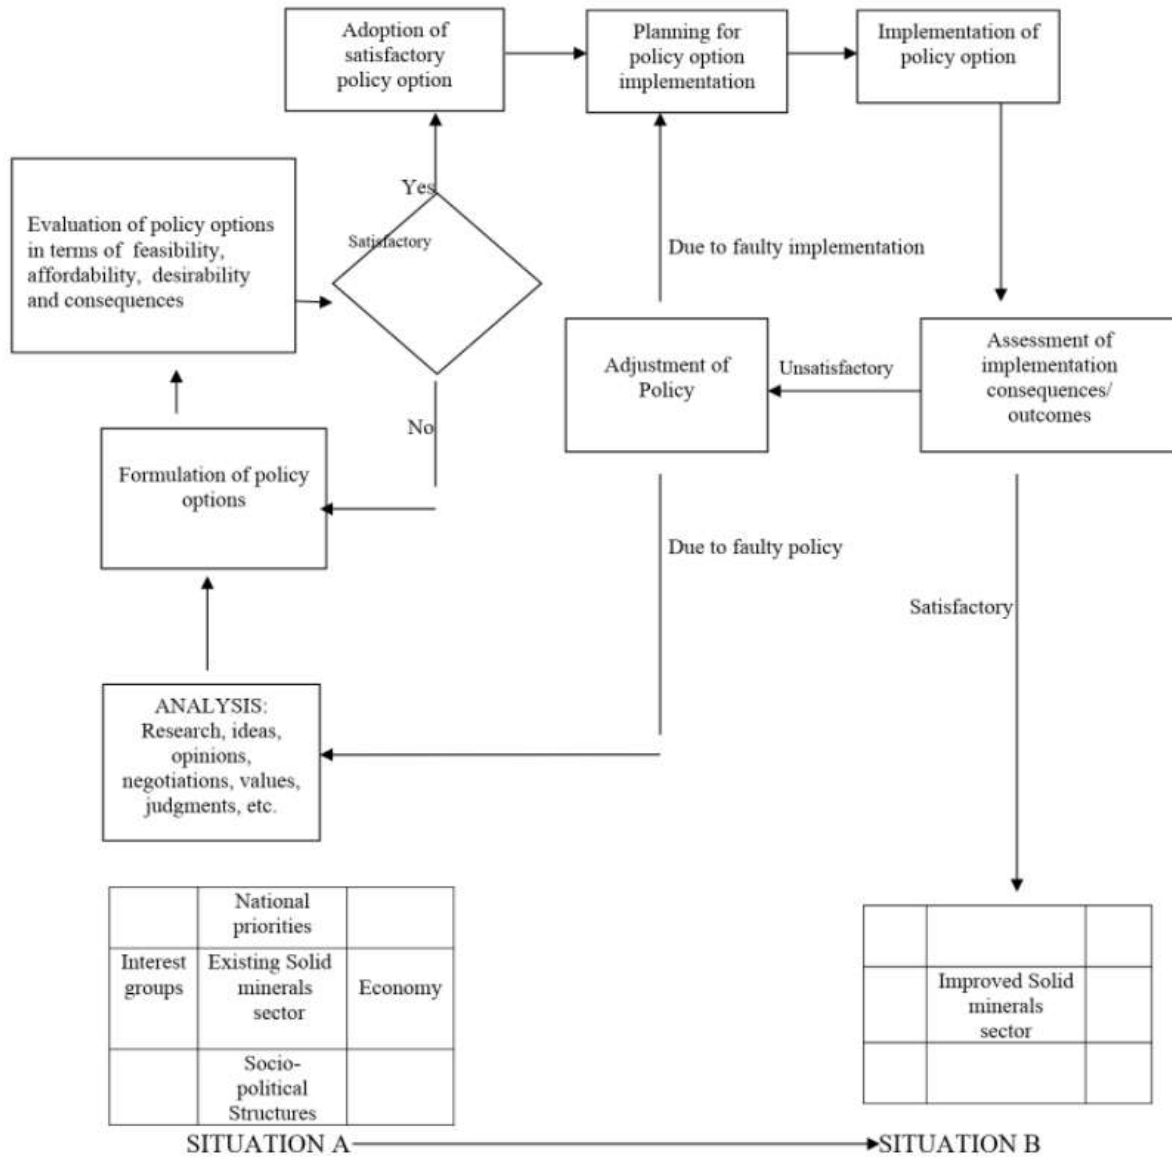 Adoption of
satisfactory
policy option
Planning for
policy option
implementation
Implementation of
policy option
Yes
Evaluation of policy options
in terms of feasibility,
affordability, desirability
and consequences
Satisfactory
Due to faulty implementation
Adjustment of
Policy
Unsatisfactory
Assessment of
implementation
consequences/
outcomes
No
Formulation of policy
options
Due to faulty policy
Satisfactory
ANALYSIS:
Research, ideas,
opinions,
negotiations, values,
judgments, etc.
National
priorities
Interest
groups
Existing Solid
minerals
sector
Economy
Socio-
political
Structures
Improved Solid
minerals
sector
SITUATION A
SITUATION B